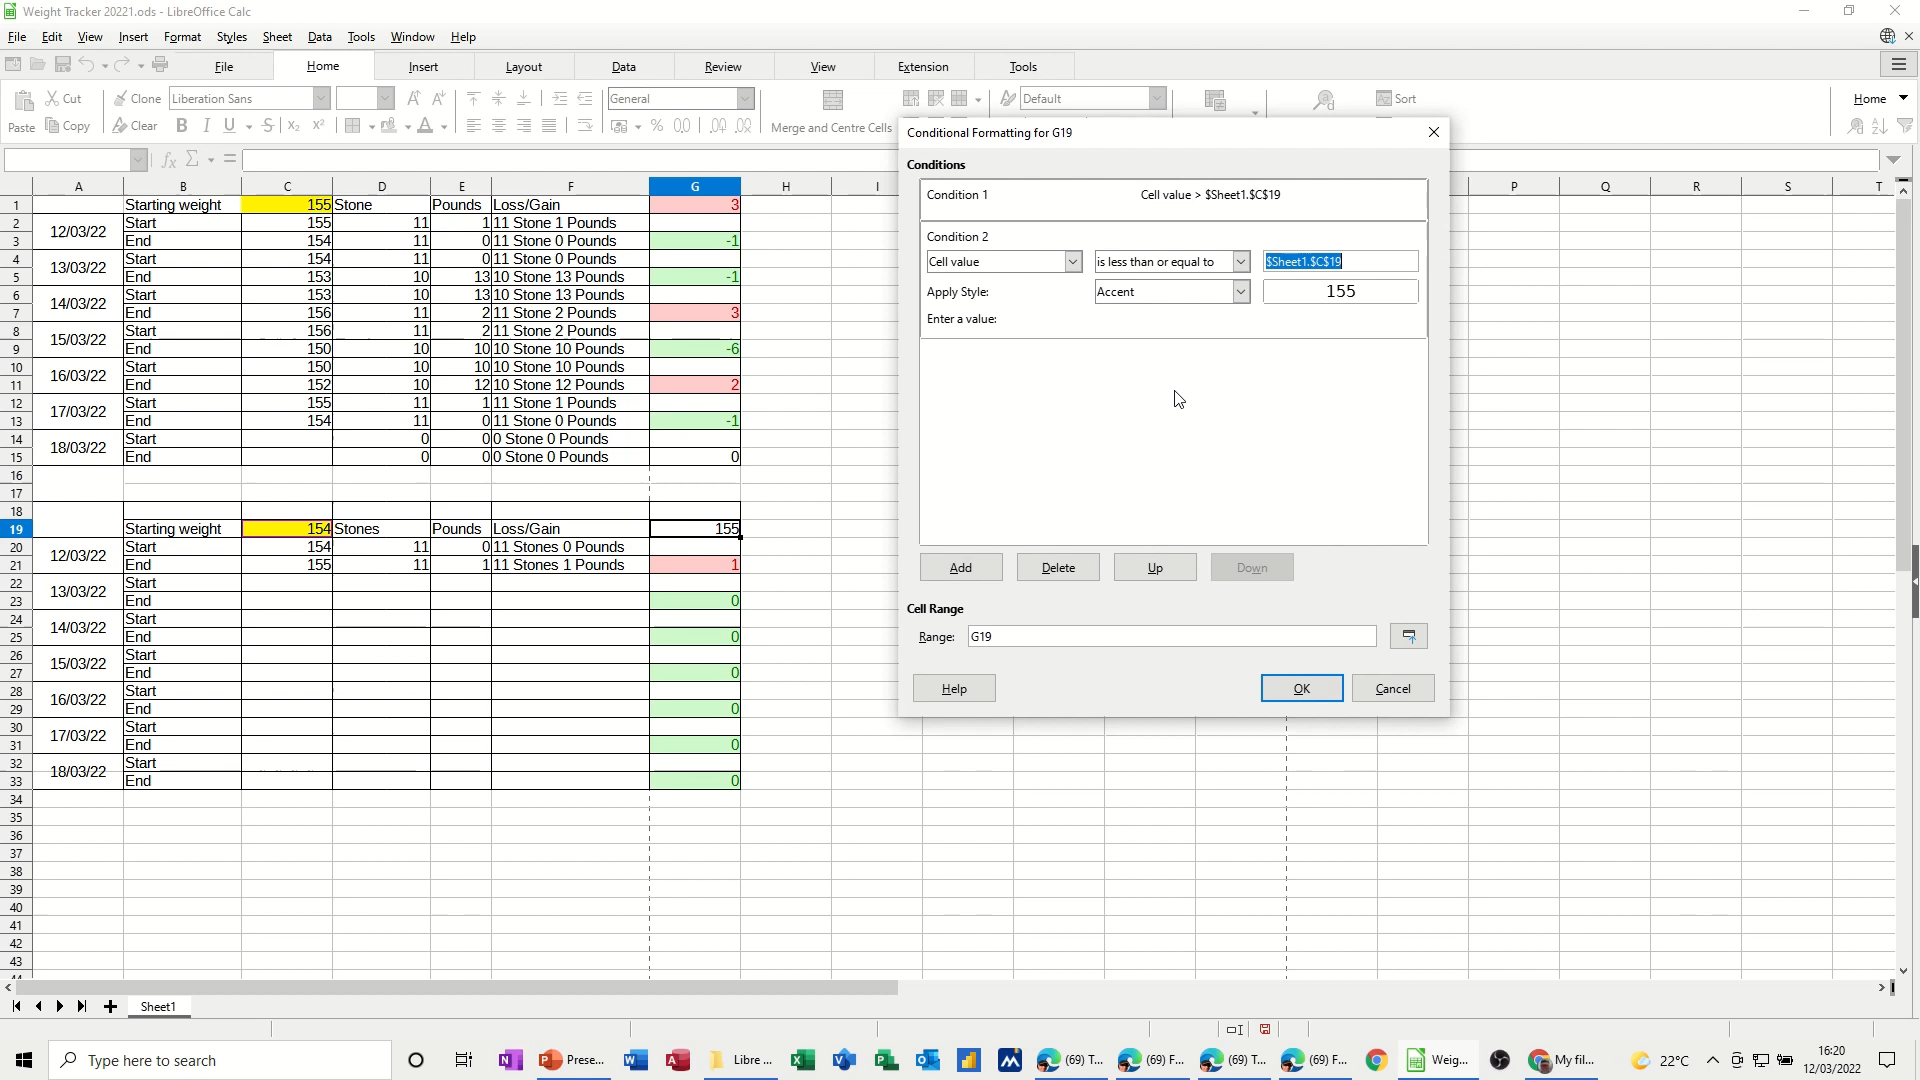 Weight Tracker 20221.ods - LibreOffice Calc
File Edit View Insert Format Styles Sheet Data Tools Window Help
File Home Insert Layout Data Review View Extension Tools
Cut Clone Liberation Sans General Default Sort Home
Paste Copy Clear Merge and Centre Cells
Conditional Formatting for G19
Conditions
Condition 1 Cell value > $Sheet1.$C$19
Condition 2
Cell value is less than or equal to $Sheet1.$C$19
Apply Style: Accent 155
Enter a value:
Add Delete Up Down
Cell Range
Range: G19
Help OK Cancel
A B C D E F G H I P Q R S T
1 Starting weight 155 Stone Pounds Loss/Gain 3
12/03/22
2 Start 155 11 1 11 Stone 1 Pounds
3 End 154 11 0 11 Stone 0 Pounds -1
13/03/22
4 Start 154 11 0 11 Stone 0 Pounds
5 End 153 10 13 10 Stone 13 Pounds -1
14/03/22
6 Start 153 10 13 10 Stone 13 Pounds
7 End 156 11 2 11 Stone 2 Pounds 3
15/03/22
8 Start 156 11 2 11 Stone 2 Pounds
9 End 150 10 10 10 Stone 10 Pounds -6
16/03/22
10 Start 150 10 10 10 Stone 10 Pounds
11 End 152 10 12 10 Stone 12 Pounds 2
17/03/22
12 Start 155 11 1 11 Stone 1 Pounds
13 End 154 11 0 11 Stone 0 Pounds -1
18/03/22
14 Start 0 0 0 Stone 0 Pounds
15 End 0 0 0 Stone 0 Pounds 0
16
17
18
19 Starting weight 154 Stones Pounds Loss/Gain 155
12/03/22
20 Start 154 11 0 11 Stones 0 Pounds
21 End 155 11 1 11 Stones 1 Pounds 1
13/03/22
22 Start
23 End 0
14/03/22
24 Start
25 End 0
15/03/22
26 Start
27 End 0
16/03/22
28 Start
29 End 0
17/03/22
30 Start
31 End 0
18/03/22
32 Start
33 End 0
34
35
36
37
38
39
40
41
42
43
44
Sheet1
Type here to search Prese... Libre ... (69) T... (69) F... (69) T... (69) F... Weig... My fil... 22°C 16:20
12/03/2022